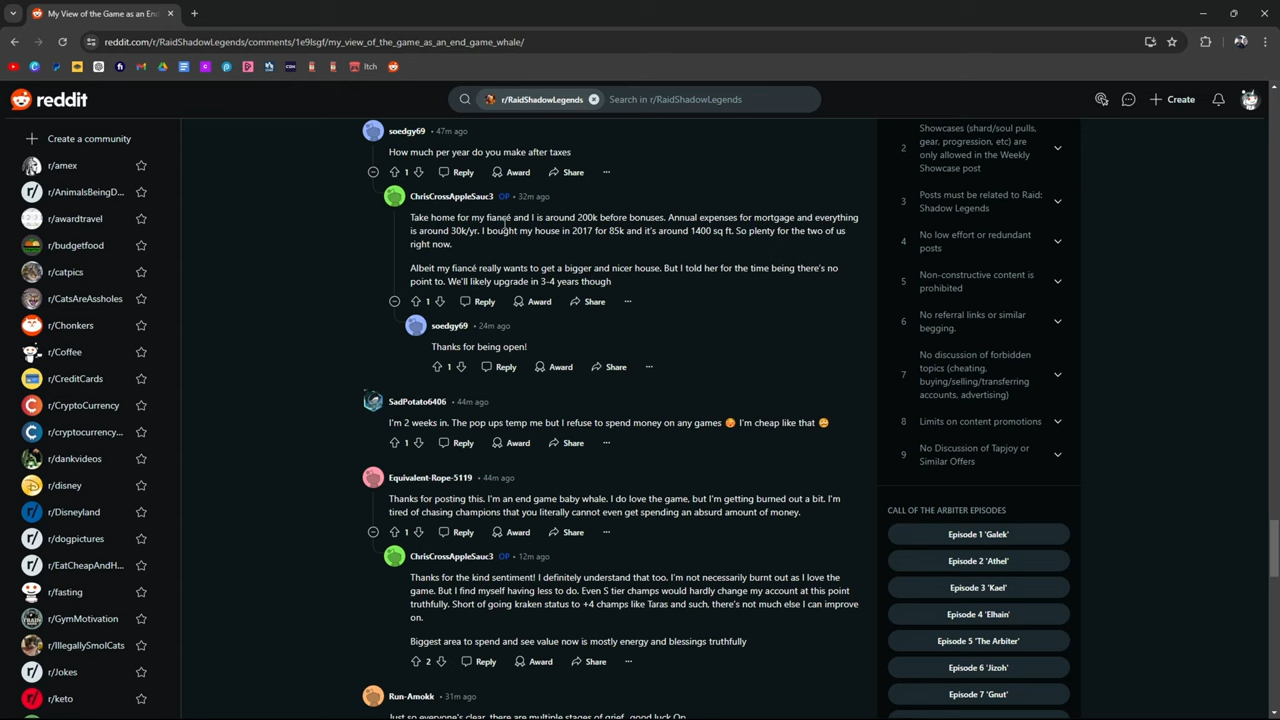 My View of the Game as an En
reddit.com/r/RaidShadowLegends/comments/1e9lsgf/my_view_of_the_game_as_an_end_game_whale/
Itch
reddit
r/RaidShadowLegends
Search in r/RaidShadowLegends
Create
Create a community
r/amex
r/AnimalsBeingD...
r/awardtravel
r/budgetfood
r/catpics
r/CatsAreAssholes
r/Chonkers
r/Coffee
r/CreditCards
r/CryptoCurrency
r/cryptocurrency...
r/dankvideos
r/disney
r/Disneyland
r/dogpictures
r/EatCheapAndH...
r/fasting
r/GymMotivation
r/IllegallySmolCats
r/Jokes
r/keto
soedgy69 • 47m ago
How much per year do you make after taxes
1 Reply Award Share ...
ChrisCrossAppleSauc3 OP • 32m ago
Take home for my fiancé and I is around 200k before bonuses. Annual expenses for mortgage and everything
is around 30k/yr. I bought my house in 2017 for 85k and it's around 1400 sq ft. So plenty for the two of us
right now.
Albeit my fiancé really wants to get a bigger and nicer house. But I told her for the time being there's no
point to. We'll likely upgrade in 3-4 years though
1 Reply Award Share ...
soedgy69 • 24m ago
Thanks for being open!
1 Reply Award Share ...
SadPotato6406 • 44m ago
I'm 2 weeks in. The pop ups temp me but I refuse to spend money on any games 😡 I'm cheap like that 😊
1 Reply Award Share ...
Equivalent-Rope-5119 • 44m ago
Thanks for posting this. I'm an end game baby whale. I do love the game, but I'm getting burned out a bit. I'm
tired of chasing champions that you literally cannot even get spending an absurd amount of money.
1 Reply Award Share ...
ChrisCrossAppleSauc3 OP • 12m ago
Thanks for the kind sentiment! I definitely understand that too. I'm not necessarily burnt out as I love the
game. But I find myself having less to do. Even S tier champs would hardly change my account at this point
truthfully. Short of going kraken status to +4 champs like Taras and such, there's not much else I can improve
on.
Biggest area to spend and see value now is mostly energy and blessings truthfully
2 Reply Award Share ...
Run-Amokk • 31m ago
Just so everyone's clear, there are multiple stages of grief, good luck Op
2
Showcases (shard/soul pulls,
gear, progression, etc) are
only allowed in the Weekly
Showcase post
3
Posts must be related to Raid:
Shadow Legends
4
No low effort or redundant
posts
5
Non-constructive content is
prohibited
6
No referral links or similar
begging.
7
No discussion of forbidden
topics (cheating,
buying/selling/transferring
accounts, advertising)
8
Limits on content promotions
9
No Discussion of Tapjoy or
Similar Offers
CALL OF THE ARBITER EPISODES
Episode 1 'Galek'
Episode 2 'Athel'
Episode 3 'Kael'
Episode 4 'Elhain'
Episode 5 'The Arbiter'
Episode 6 'Jizoh'
Episode 7 'Gnut'